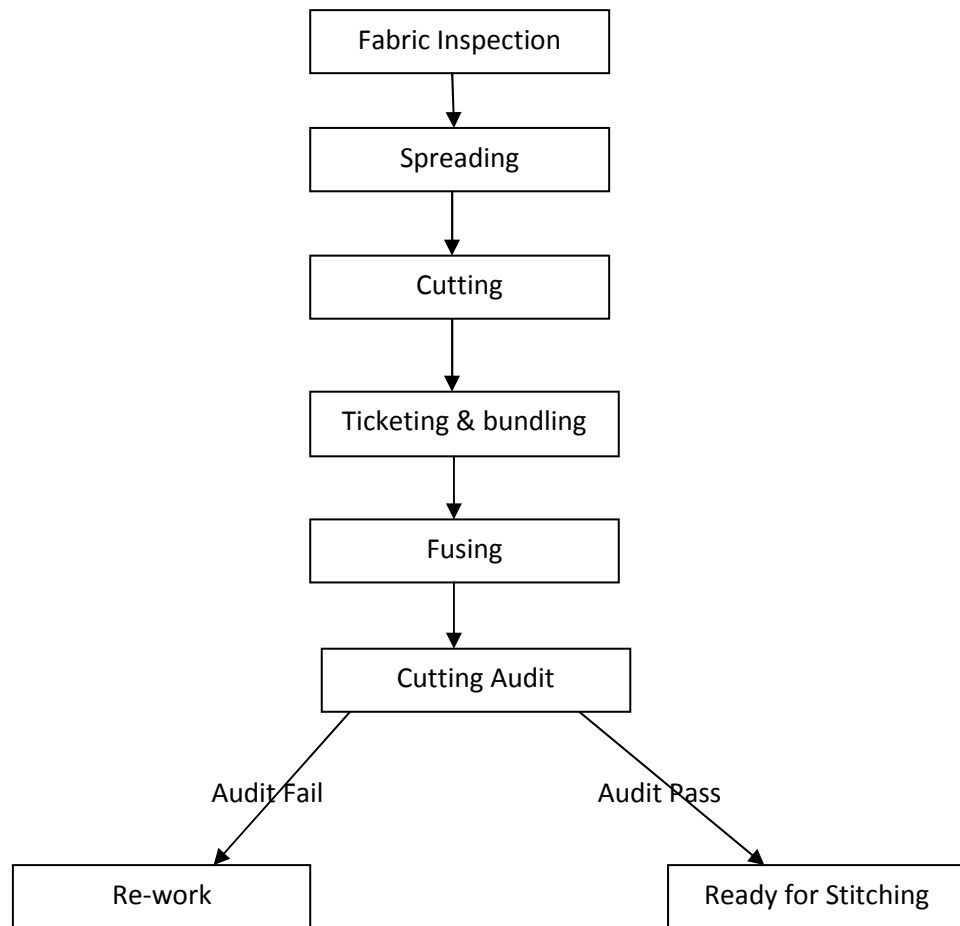 Fabric Inspection
Spreading
Cutting
Ticketing & bundling
Fusing
Cutting Audit
Audit Fail
Audit Pass
Re-work
Ready for Stitching